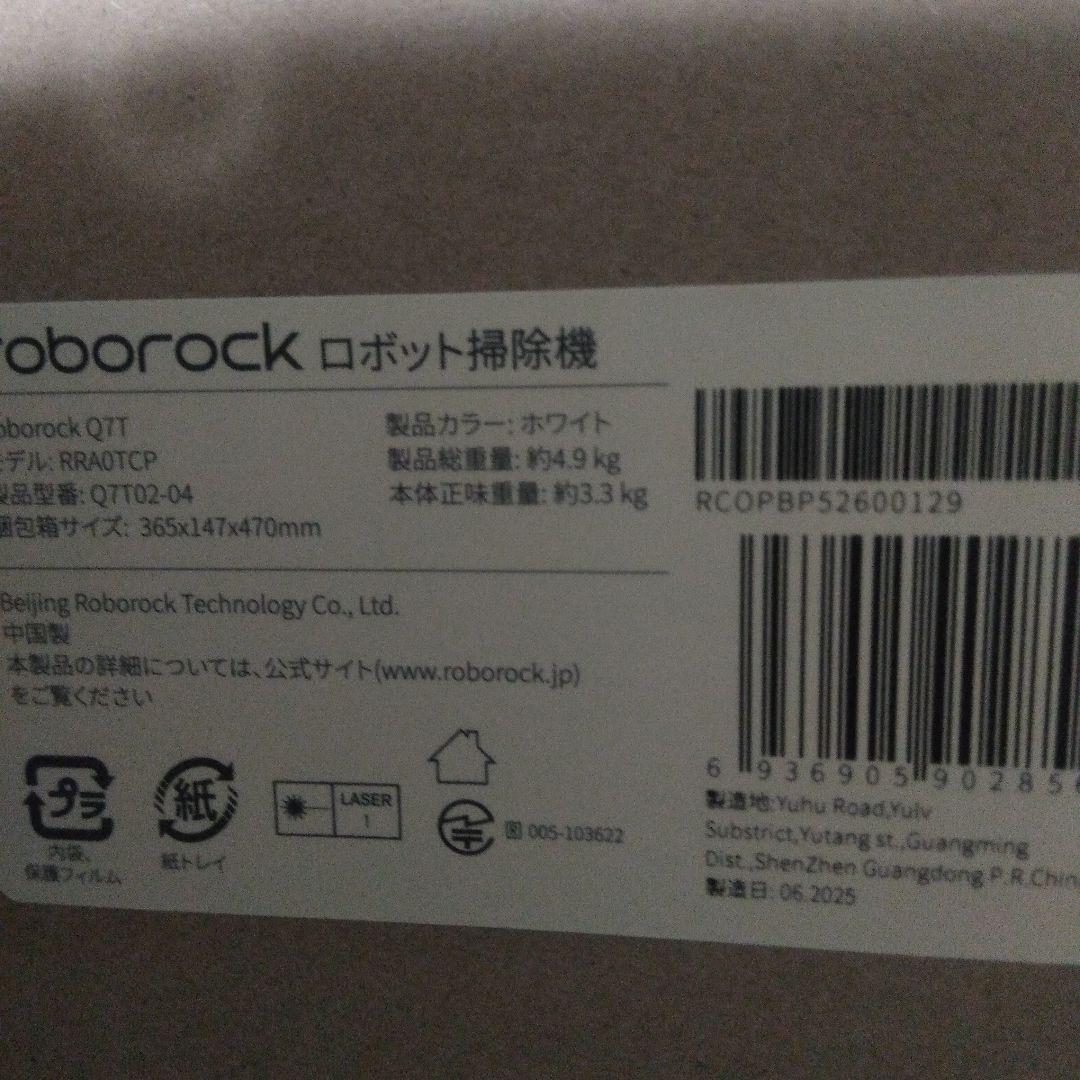 roborock ロボット掃除機
roborock Q7T
モデル: RRA0TCP
製品型番: Q7T02-04
梱包箱サイズ: 365x147x470mm
製品カラー: ホワイト
製品総重量: 約4.9 kg
本体正味重量: 約3.3 kg
Beijing Roborock Technology Co., Ltd.
中国製
本製品の詳細については、公式サイト(www.roborock.jp)
をご覧ください
プラ
内袋、
保護フィルム
紙
紙トレイ
LASER
1
005-103622
RCOPBP52600129
6 936905 902856
製造地:Yuhu Road,Yulv
Substrict,Yutang st.,Guangming
Dist.,ShenZhen Guangdong P.R.China
製造日: 06.2025